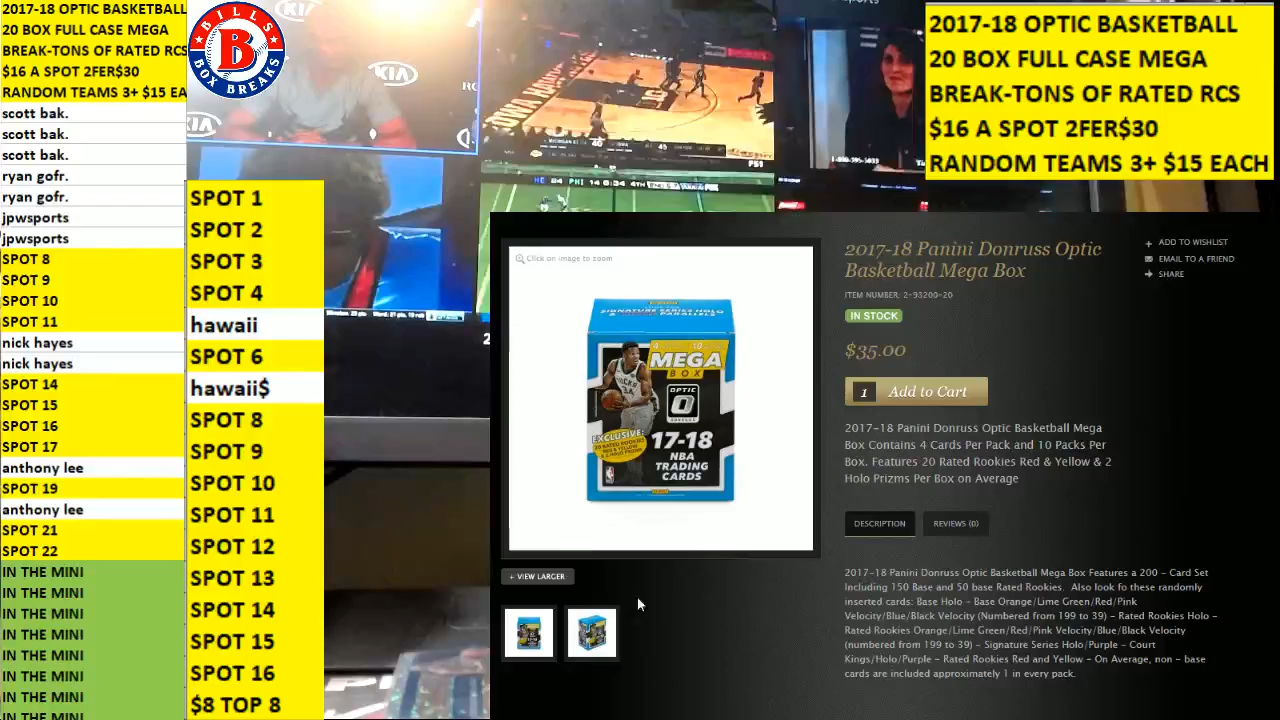 2017-18 OPTIC BASKETBALL
20 BOX FULL CASE MEGA
BREAK-TONS OF RATED RCS
$16 A SPOT 2FER$30
RANDOM TEAMS 3+ $15 EA
scott bak.
scott bak.
scott bak.
ryan gofr.
ryan gofr.
jpwsports
jpwsports
SPOT 8
SPOT 9
SPOT 10
SPOT 11
nick hayes
nick hayes
SPOT 14
SPOT 15
SPOT 16
SPOT 17
anthony lee
SPOT 19
anthony lee
SPOT 21
SPOT 22
IN THE MINI
IN THE MINI
IN THE MINI
IN THE MINI
IN THE MINI
IN THE MINI
IN THE MINI
IN THE MINI
BILLS
B
BOX BREAKS
SPOT 1
SPOT 2
SPOT 3
SPOT 4
hawaii
SPOT 6
hawaii$
SPOT 8
SPOT 9
SPOT 10
SPOT 11
SPOT 12
SPOT 13
SPOT 14
SPOT 15
SPOT 16
$8 TOP 8
KIA
KIA
KIA
2017-18 OPTIC BASKETBALL
20 BOX FULL CASE MEGA
BREAK-TONS OF RATED RCS
$16 A SPOT 2FER$30
RANDOM TEAMS 3+ $15 EACH
Click on image to zoom
SIGNATURE SERIES HOLO
PARALLELS
MEGA
BOX
OPTIC
EXCLUSIVE:
17-18
NBA
TRADING
CARDS
+ VIEW LARGER
2017-18 Panini Donruss Optic
Basketball Mega Box
ITEM NUMBER: 2-93200-20
IN STOCK
$35.00
1 Add to Cart
ADD TO WISHLIST
EMAIL TO A FRIEND
SHARE
2017-18 Panini Donruss Optic Basketball Mega
Box Contains 4 Cards Per Pack and 10 Packs Per
Box. Features 20 Rated Rookies Red & Yellow & 2
Holo Prizms Per Box on Average
DESCRIPTION
REVIEWS (0)
2017-18 Panini Donruss Optic Basketball Mega Box Features a 200 - Card Set
Including 150 Base and 50 base Rated Rookies. Also look fo these randomly
inserted cards: Base Holo - Base Orange/Lime Green/Red/Pink
Velocity/Blue/Black Velocity (Numbered from 199 to 39) - Rated Rookies Holo -
Rated Rookies Orange/Lime Green/Red/Pink Velocity/Blue/Black Velocity
(numbered from 199 to 39) - Signature Series Holo/Purple - Court
Kings/Holo/Purple - Rated Rookies Red and Yellow - On Average, non - base
cards are included approximately 1 in every pack.